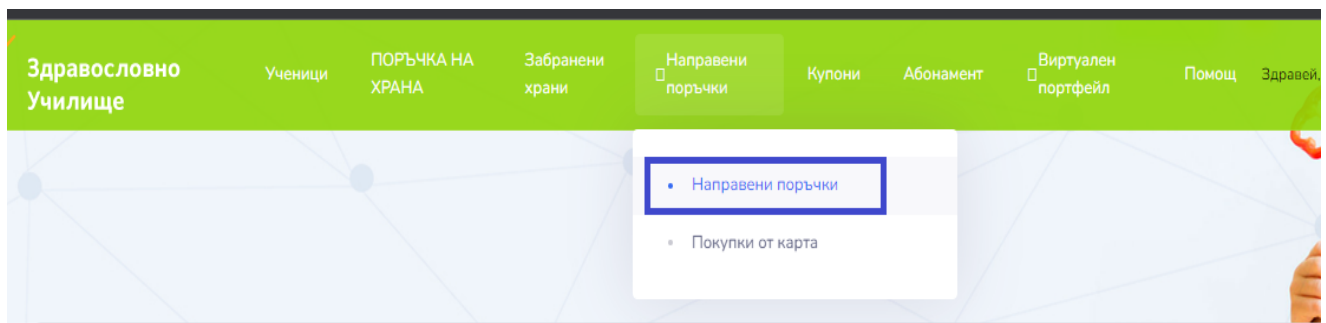 Здравословно
Училище
Ученици
ПОРЪЧКА НА
ХРАНА
Забранени
храни
Направени
поръчки
Купони
Абонамент
Виртуален
портфейл
Помощ
Здравей,
Направени поръчки
Покупки от карта